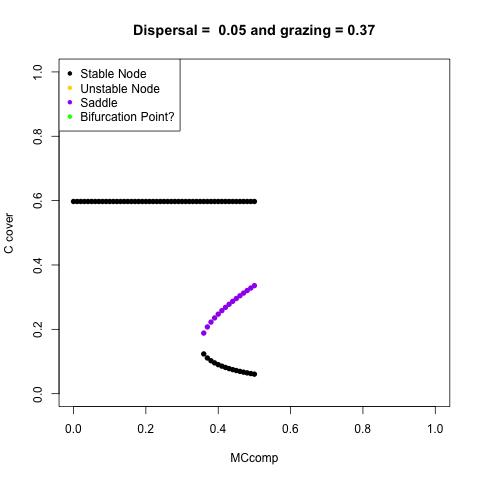 Dispersal =  0.05 and grazing = 0.37
Stable Node
Unstable Node
Saddle
Bifurcation Point?
1.0
0.8
0.6
0.4
0.2
0.0
C cover
0.0 0.2 0.4 0.6 0.8 1.0
MCcomp